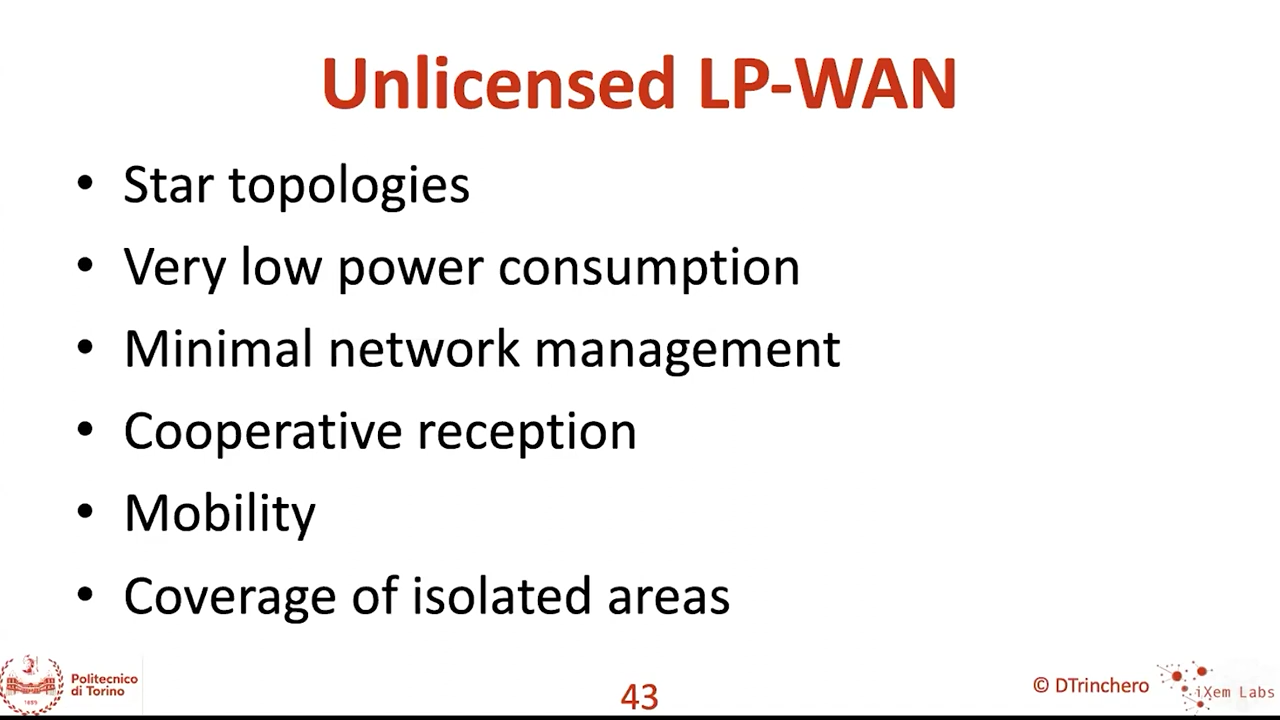 Unlicensed LP-WAN
• Star topologies
• Very low power consumption
• Minimal network management
• Cooperative reception
• Mobility
• Coverage of isolated areas
Politecnico
di Torino
1859
43
© DTrinchero
iXem Labs